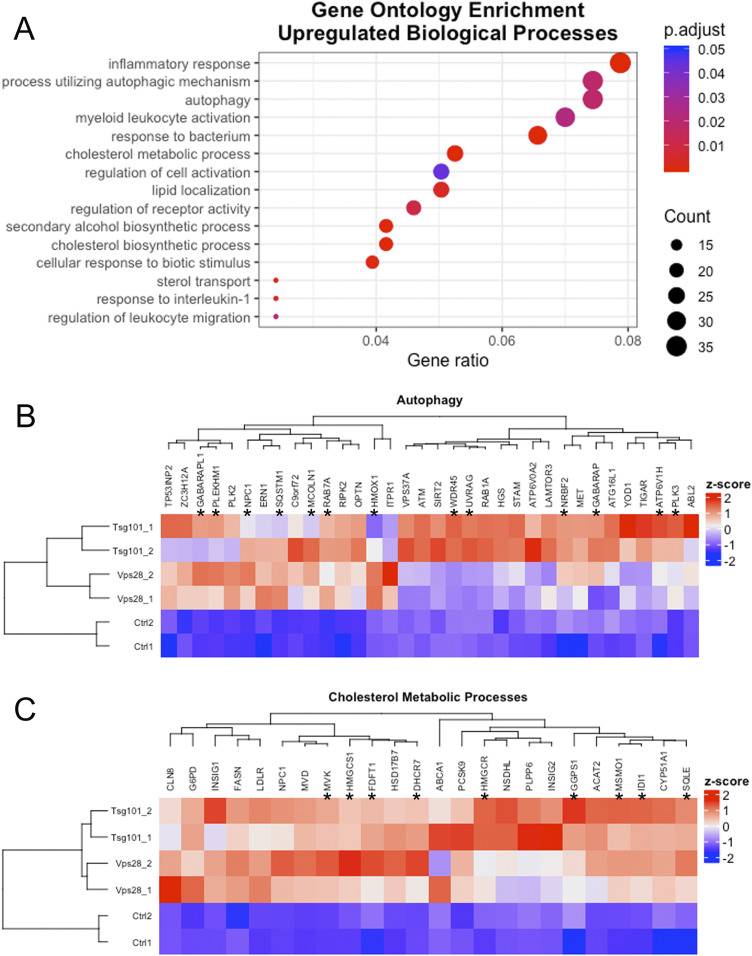 A
Gene Ontology Enrichment
Upregulated Biological Processes
inflammatory response
process utilizing autophagic mechanism
autophagy
myeloid leukocyte activation
response to bacterium
cholesterol metabolic process
regulation of cell activation
lipid localization
regulation of receptor activity
secondary alcohol biosynthetic process
cholesterol biosynthetic process
cellular response to biotic stimulus
sterol transport
response to interleukin-1
regulation of leukocyte migration
0.04 0.06 0.08
Gene ratio
p.adjust
0.05
0.04
0.03
0.02
0.01
Count
15
20
25
30
35
B
Autophagy
TP53INP2 ZC3H12A *GABARAPL1 *PLEKHM1 PLK2 *NPC1 ERN1 *SQSTM1 C9orf72 *MCOLN1 *RAB7A RIPK2 OPTN *HMOX1 ITPR1 VPS37A ATM SIRT2 *WDR45 *UVRAG RAB1A HGS STAM ATP6V0A2 LAMTOR3 *NRBF2 MET *GABARAP ATG16L1 YOD1 TIGAR *ATP6V1H *PLK3 ABL2
Tsg101_1
Tsg101_2
Vps28_2
Vps28_1
Ctrl2
Ctrl1
z-score
2
1
0
-1
-2
C
Cholesterol Metabolic Processes
CLN8 G6PD INSIG1 FASN LDLR NPC1 MVD *MVK *HMGCS1 *FDFT1 HSD17B7 *DHCR7 ABCA1 PCSK9 *HMGCR NSDHL PLPP6 INSIG2 *GGPS1 ACAT2 *MSMO1 *IDI1 CYP51A1 *SQLE
Tsg101_2
Tsg101_1
Vps28_2
Vps28_1
Ctrl2
Ctrl1
z-score
2
1
0
-1
-2